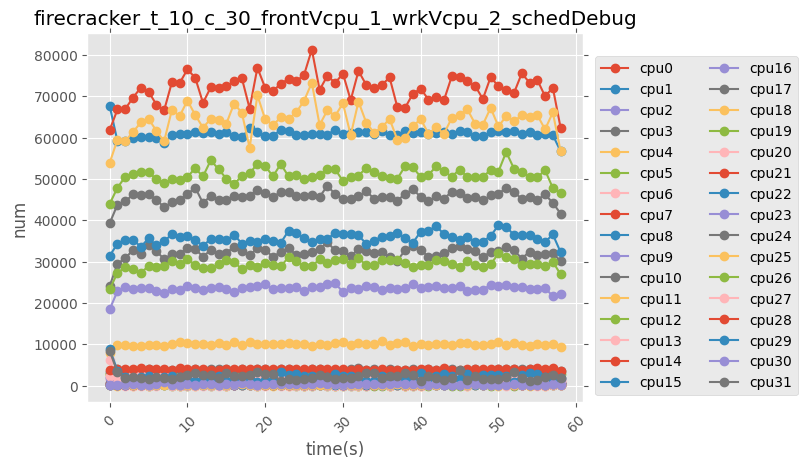 firecracker_t_10_c_30_frontVcpu_1_wrkVcpu_2_schedDebug
80000
70000
60000
50000
40000
30000
20000
10000
0
num
0
10
20
30
40
50
60
time(s)
cpu0
cpu1
cpu2
cpu3
cpu4
cpu5
cpu6
cpu7
cpu8
cpu9
cpu10
cpu11
cpu12
cpu13
cpu14
cpu15
cpu16
cpu17
cpu18
cpu19
cpu20
cpu21
cpu22
cpu23
cpu24
cpu25
cpu26
cpu27
cpu28
cpu29
cpu30
cpu31